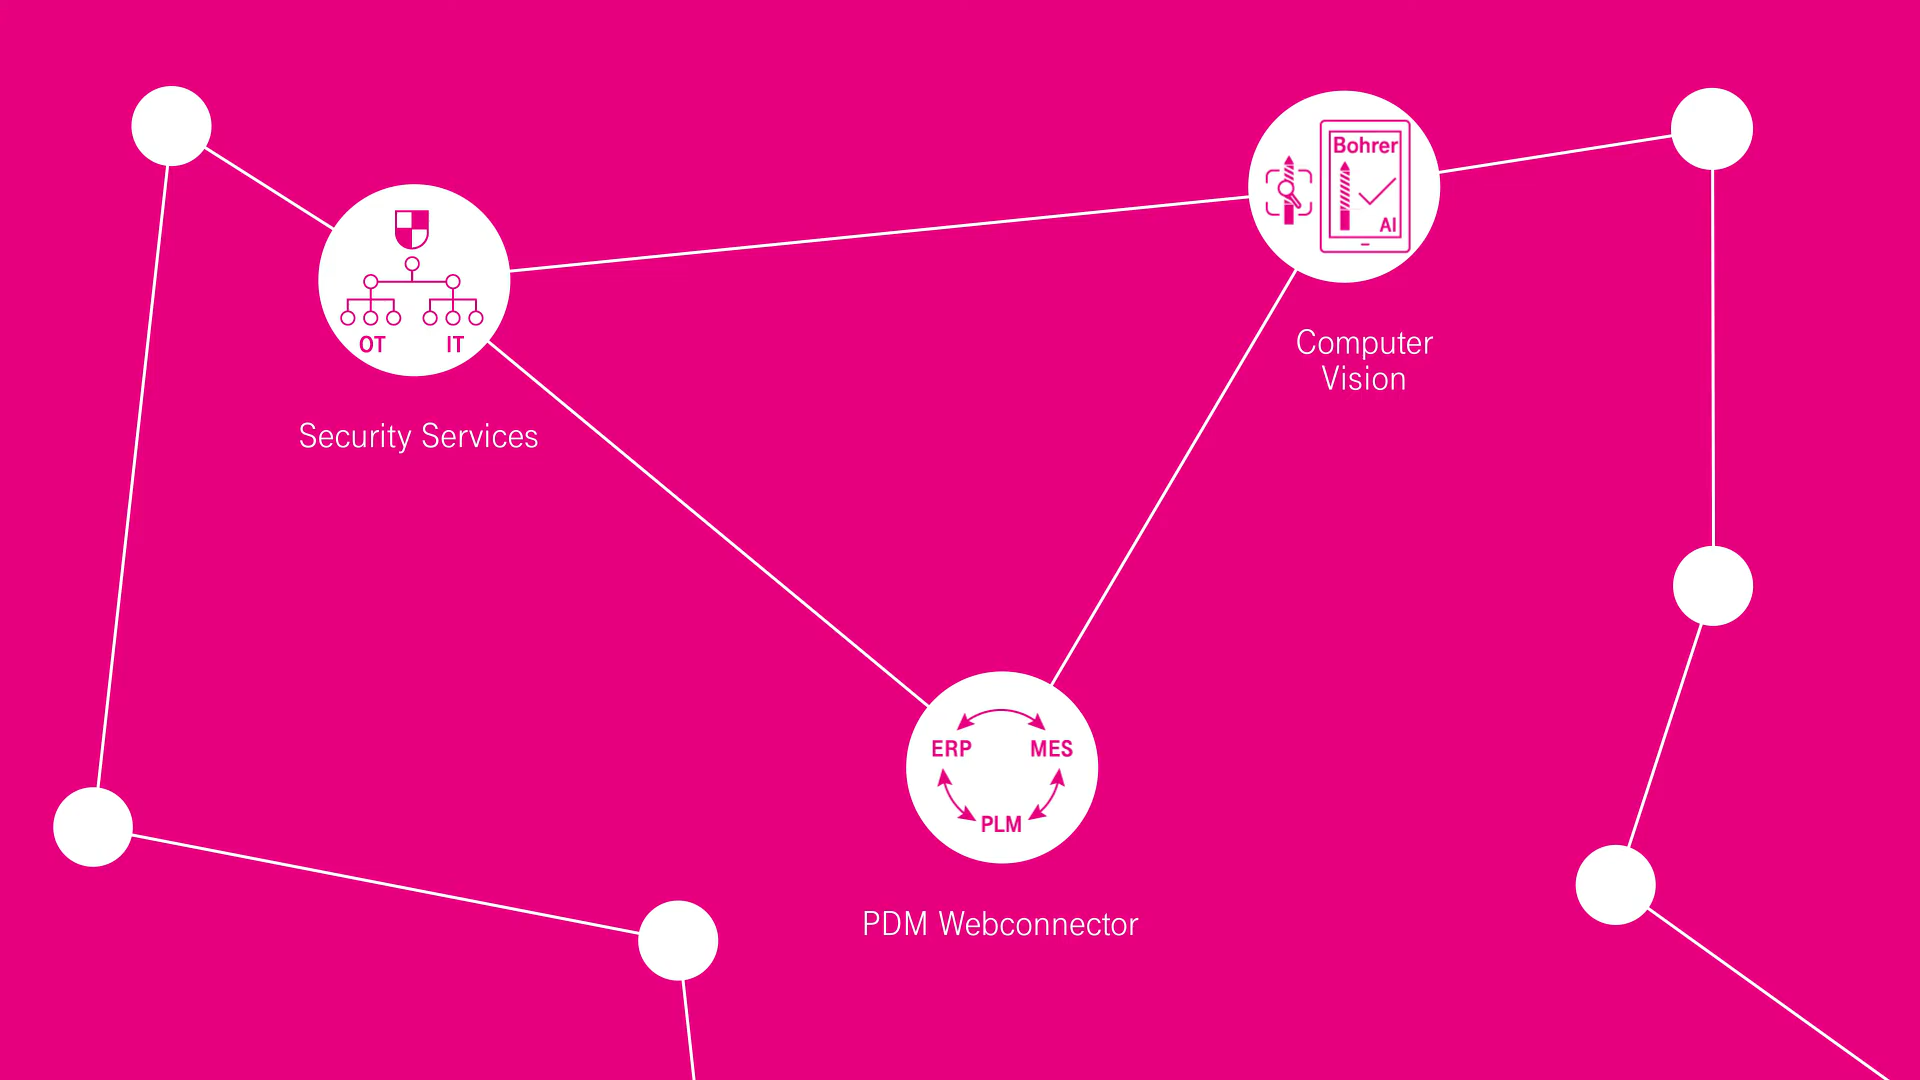 Bohrer
AI
OT
IT
Computer
Vision
Security Services
ERP
MES
PLM
PDM Webconnector